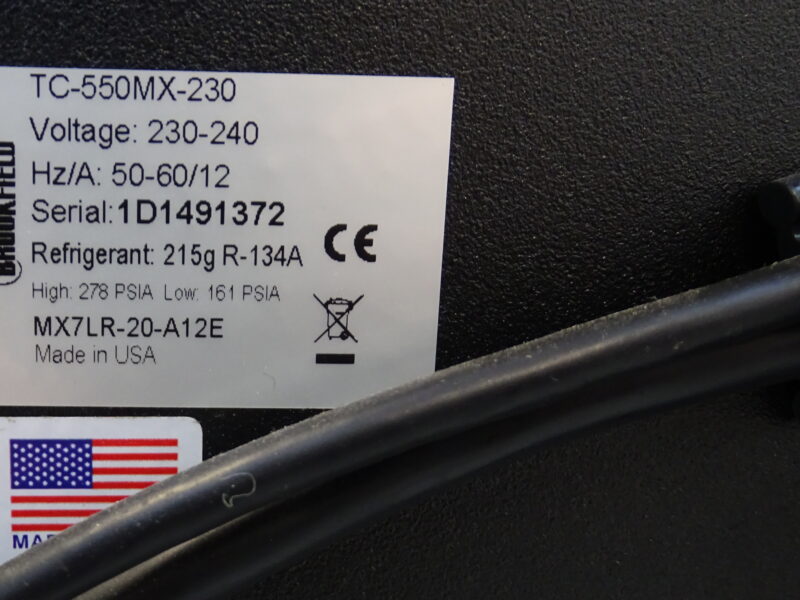 BROOKFIELD
TC-550MX-230
Voltage: 230-240
Hz/A: 50-60/12
Serial:1D1491372
Refrigerant: 215g R-134A
CE
High: 278 PSIA Low: 161 PSIA
MX7LR-20-A12E
Made in USA